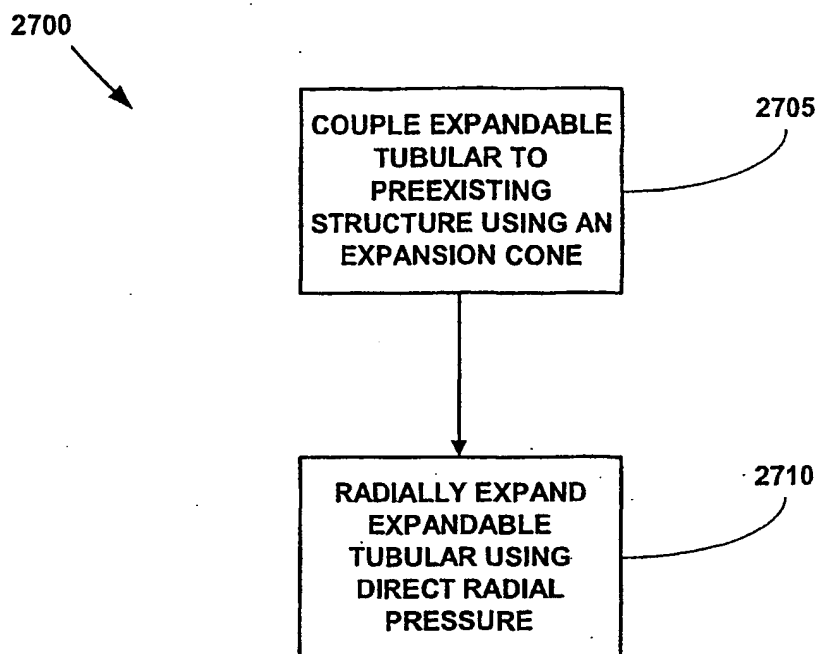 2700
COUPLE EXPANDABLE
TUBULAR TO
PREEXISTING
STRUCTURE USING AN
EXPANSION CONE
2705
RADIALLY EXPAND
EXPANDABLE
TUBULAR USING
DIRECT RADIAL
PRESSURE
2710